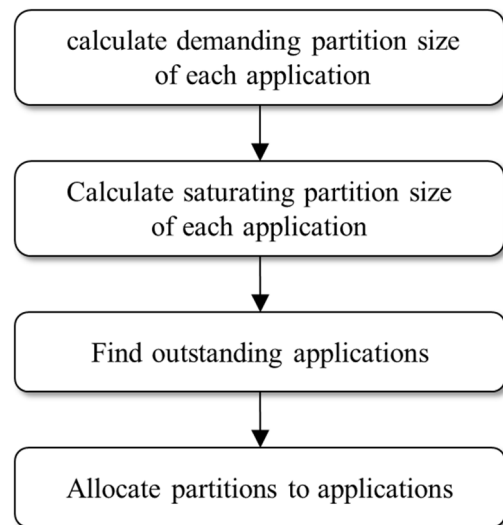 calculate demanding partition size
of each application
Calculate saturating partition size
of each application
Find outstanding applications
Allocate partitions to applications